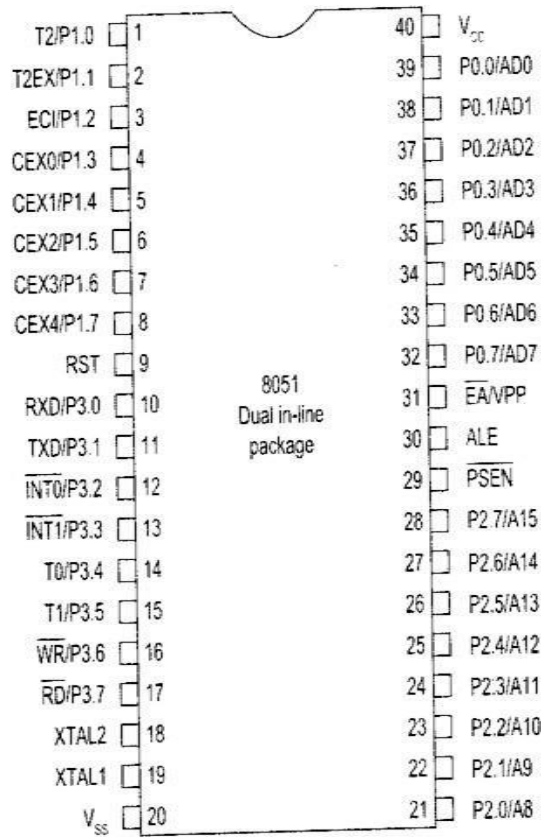 T2/P1.0 1
T2EX/P1.1 2
ECI/P1.2 3
CEX0/P1.3 4
CEX1/P1.4 5
CEX2/P1.5 6
CEX3/P1.6 7
CEX4/P1.7 8
RST 9
RXD/P3.0 10
TXD/P3.1 11
INT0/P3.2 12
INT1/P3.3 13
T0/P3.4 14
T1/P3.5 15
WR/P3.6 16
RD/P3.7 17
XTAL2 18
XTAL1 19
Vss 20
8051
Dual in-line
package
40 Vcc
39 P0.0/AD0
38 P0.1/AD1
37 P0.2/AD2
36 P0.3/AD3
35 P0.4/AD4
34 P0.5/AD5
33 P0.6/AD6
32 P0.7/AD7
31 EA/VPP
30 ALE
29 PSEN
28 P2.7/A15
27 P2.6/A14
26 P2.5/A13
25 P2.4/A12
24 P2.3/A11
23 P2.2/A10
22 P2.1/A9
21 P2.0/A8